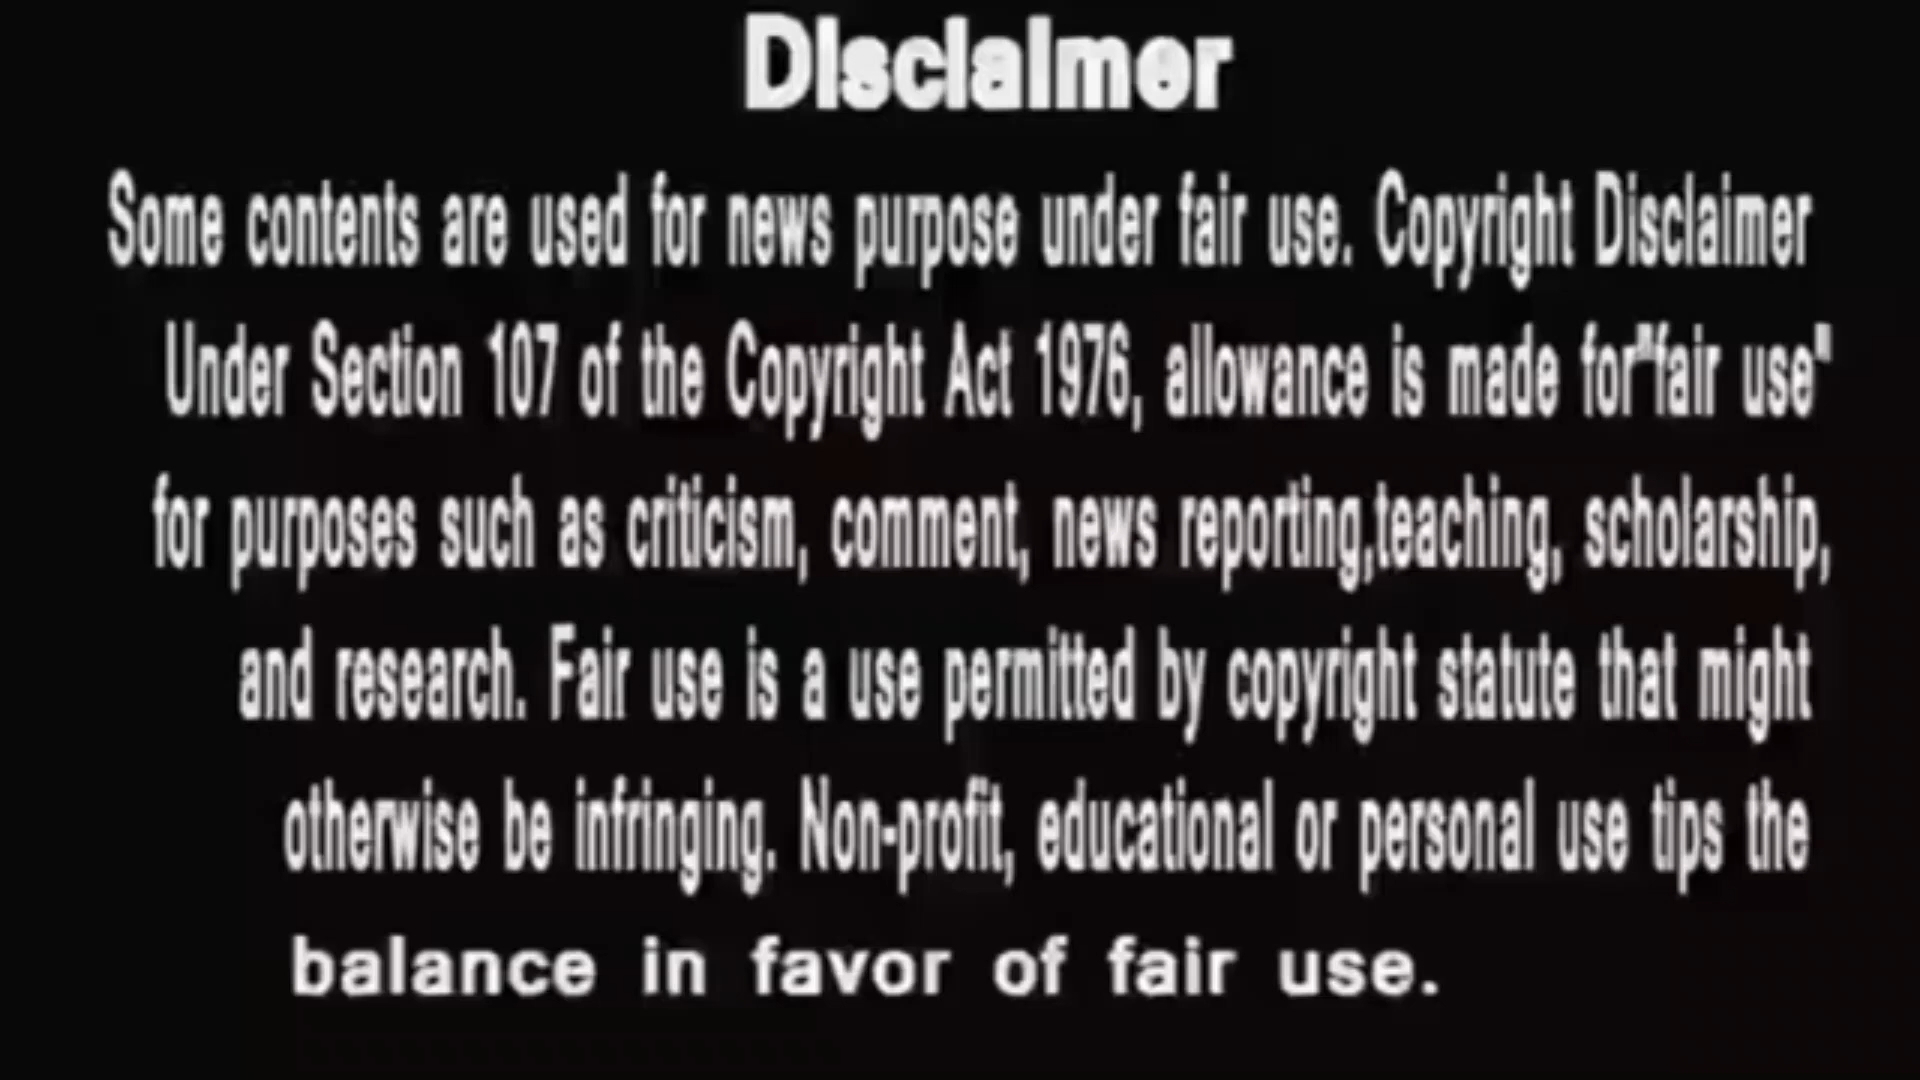 Disclaimer
Some contents are used for news purpose under fair use. Copyright Disclaimer
Under Section 107 of the Copyright Act 1976, allowance is made for"fair use"
for purposes such as criticism, comment, news reporting,teaching, scholarship,
and research. Fair use is a use permitted by copyright statute that might
otherwise be infringing. Non-profit, educational or personal use tips the
balance in favor of fair use.